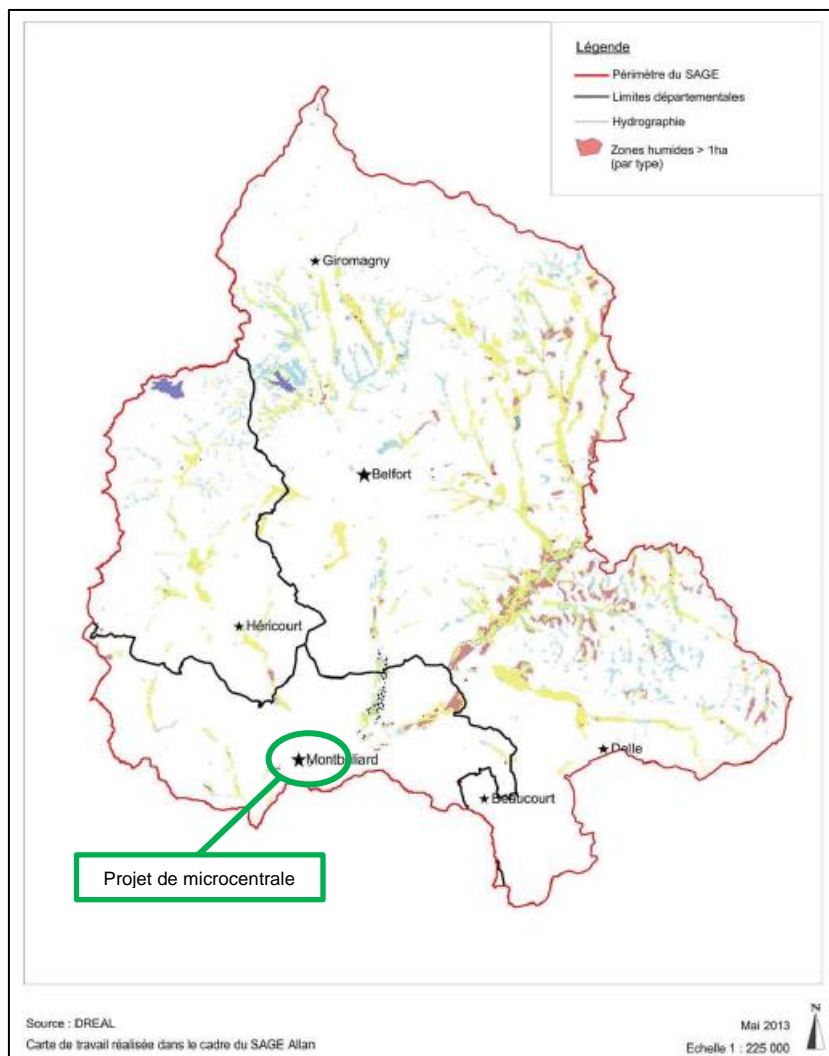 Légende
Périmètre du SAGE
Limites départementales
Hydrographie
Zones humides > 1ha
(par type)
Giromagny
Belfort
Héricourt
Montbéliard
Delle
Beaucourt
Projet de microcentrale
Source : DREAL
Carte de travail réalisée dans le cadre du SAGE Allan
N
Mai 2013
Echelle 1 : 225 000